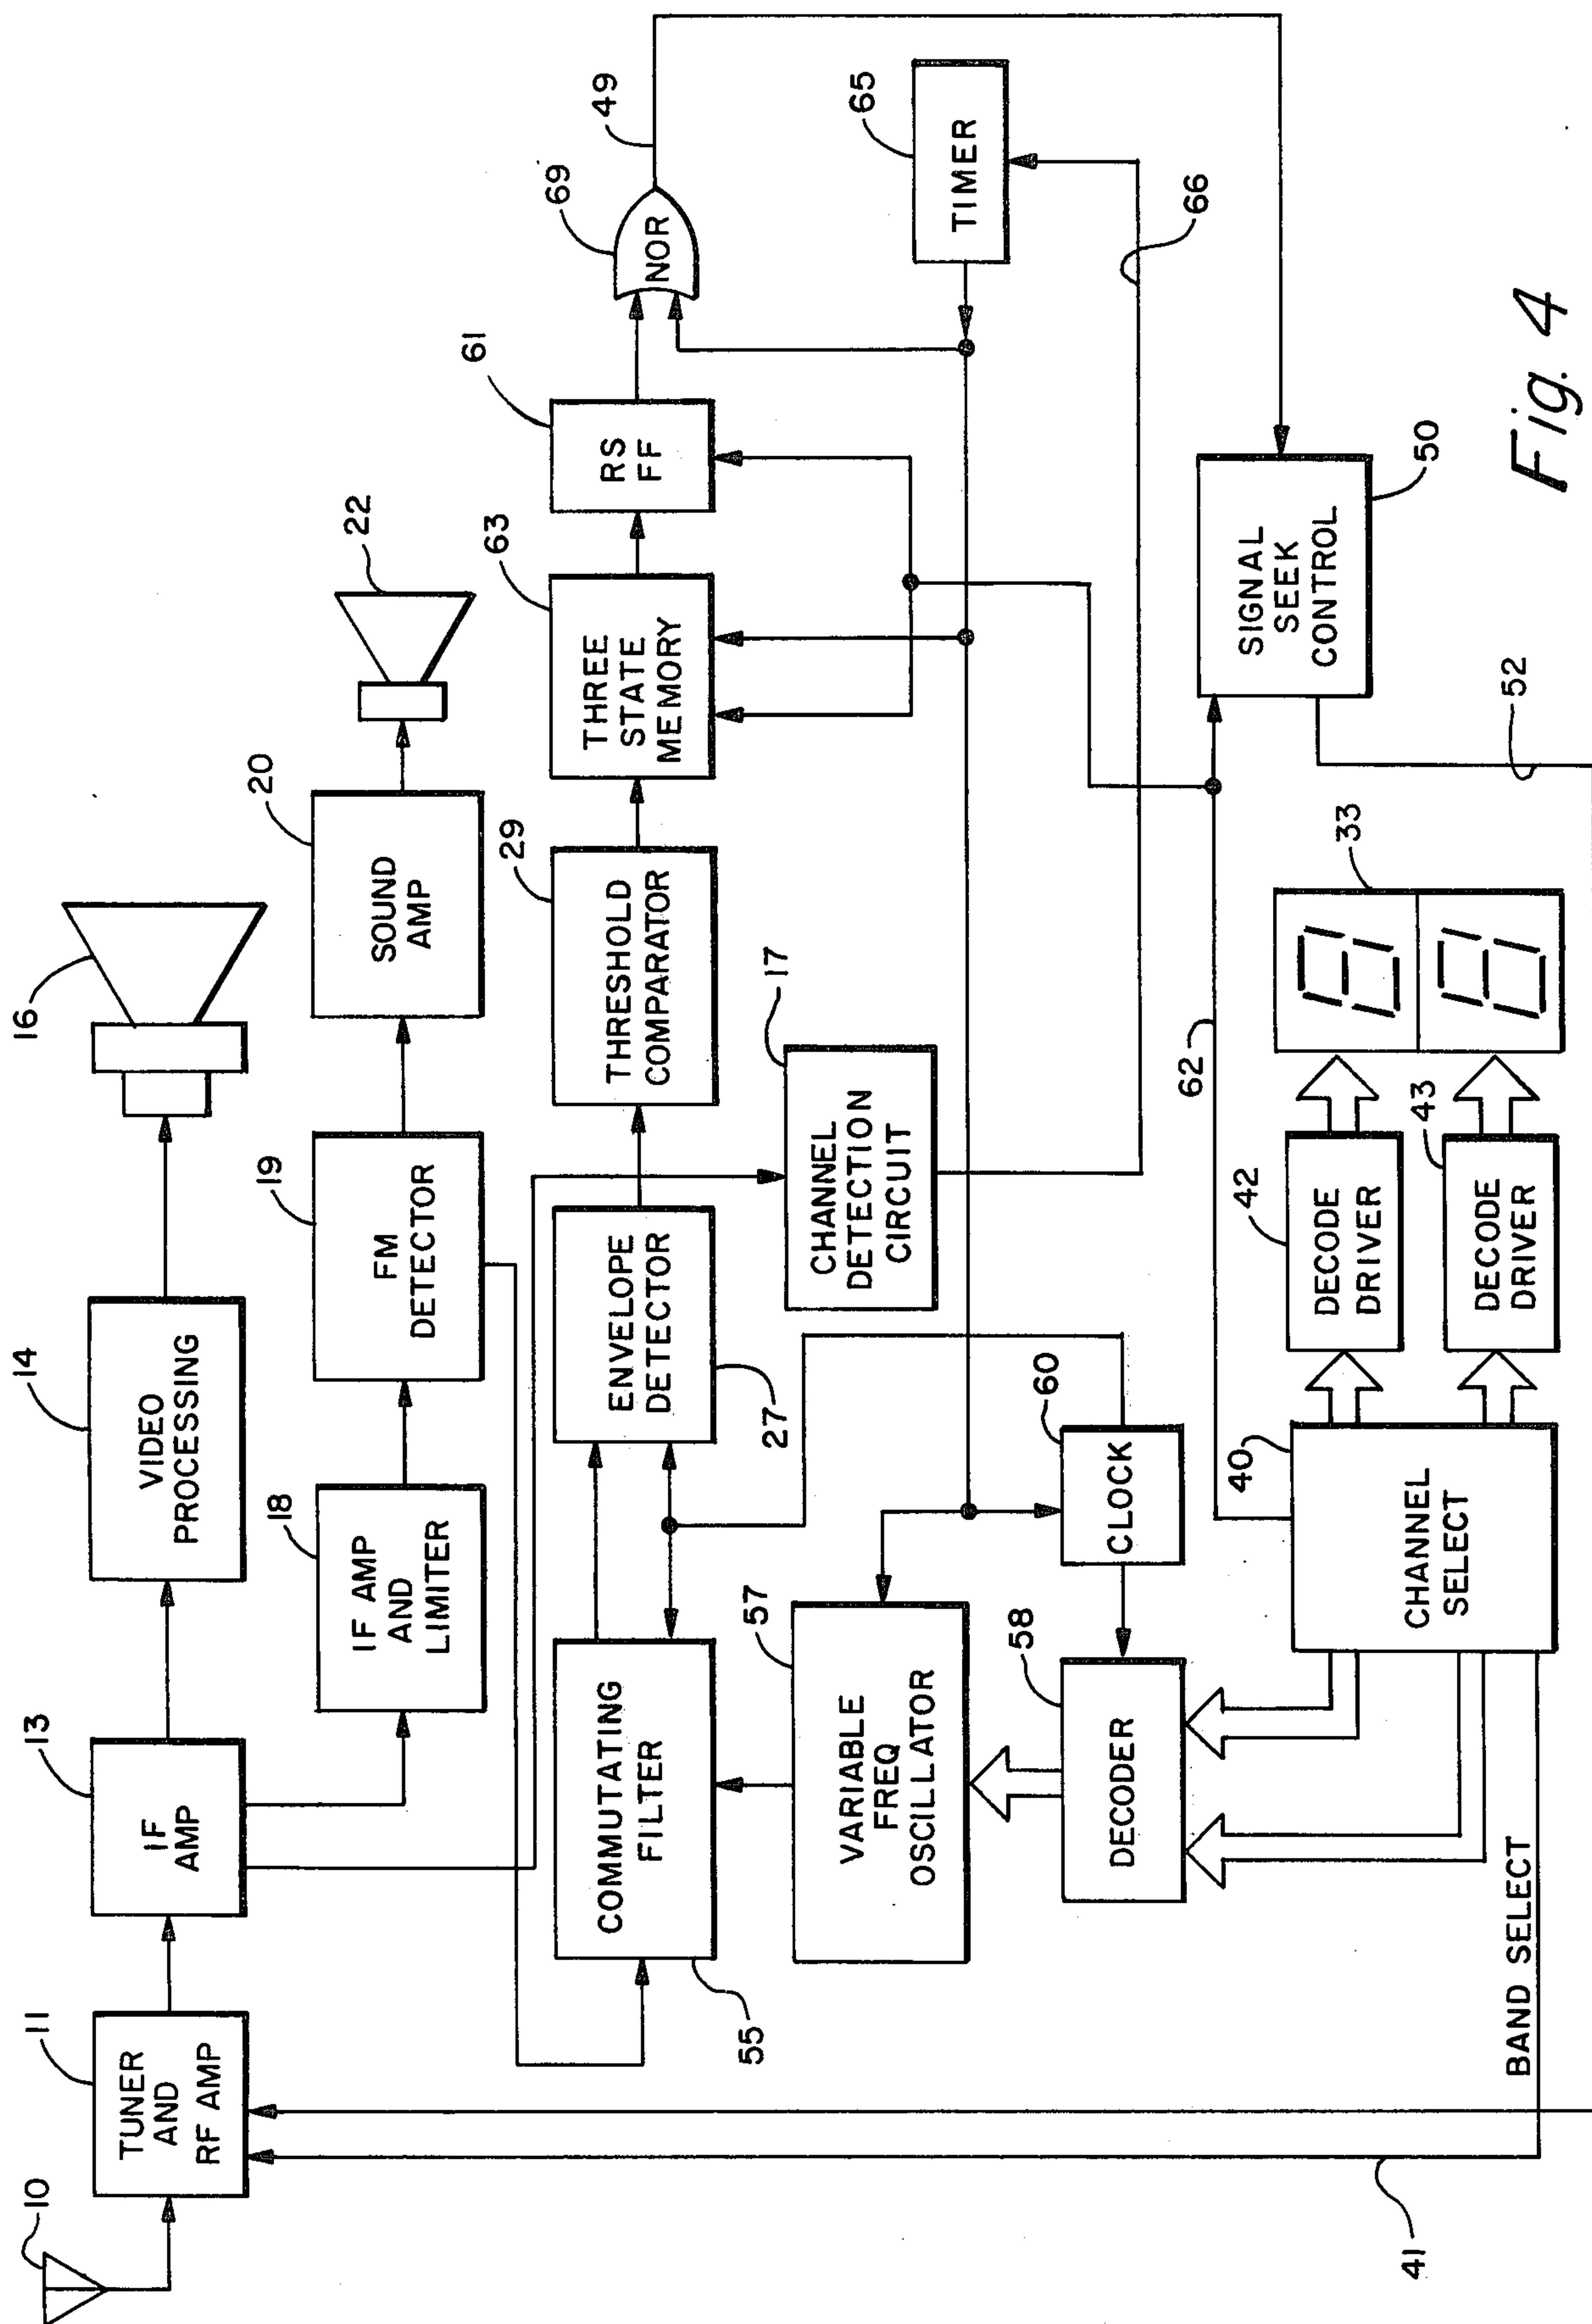 10
11
TUNER
AND
RF AMP
13
IF
AMP
14
VIDEO
PROCESSING
16
18
IF AMP
AND
LIMITER
19
FM
DETECTOR
20
SOUND
AMP
22
COMMUTATING
FILTER
55
ENVELOPE
DETECTOR
27
29
THRESHOLD
COMPARATOR
63
THREE
STATE
MEMORY
61
RS
FF
69
NOR
49
57
VARIABLE
FREQ
OSCILLATOR
17
CHANNEL
DETECTION
CIRCUIT
65
TIMER
66
58
DECODER
60
CLOCK
62
SIGNAL
SEEK
CONTROL
50
52
40
CHANNEL
SELECT
42
DECODE
DRIVER
43
DECODE
DRIVER
33
8
8
BAND SELECT
41
Fig. 4